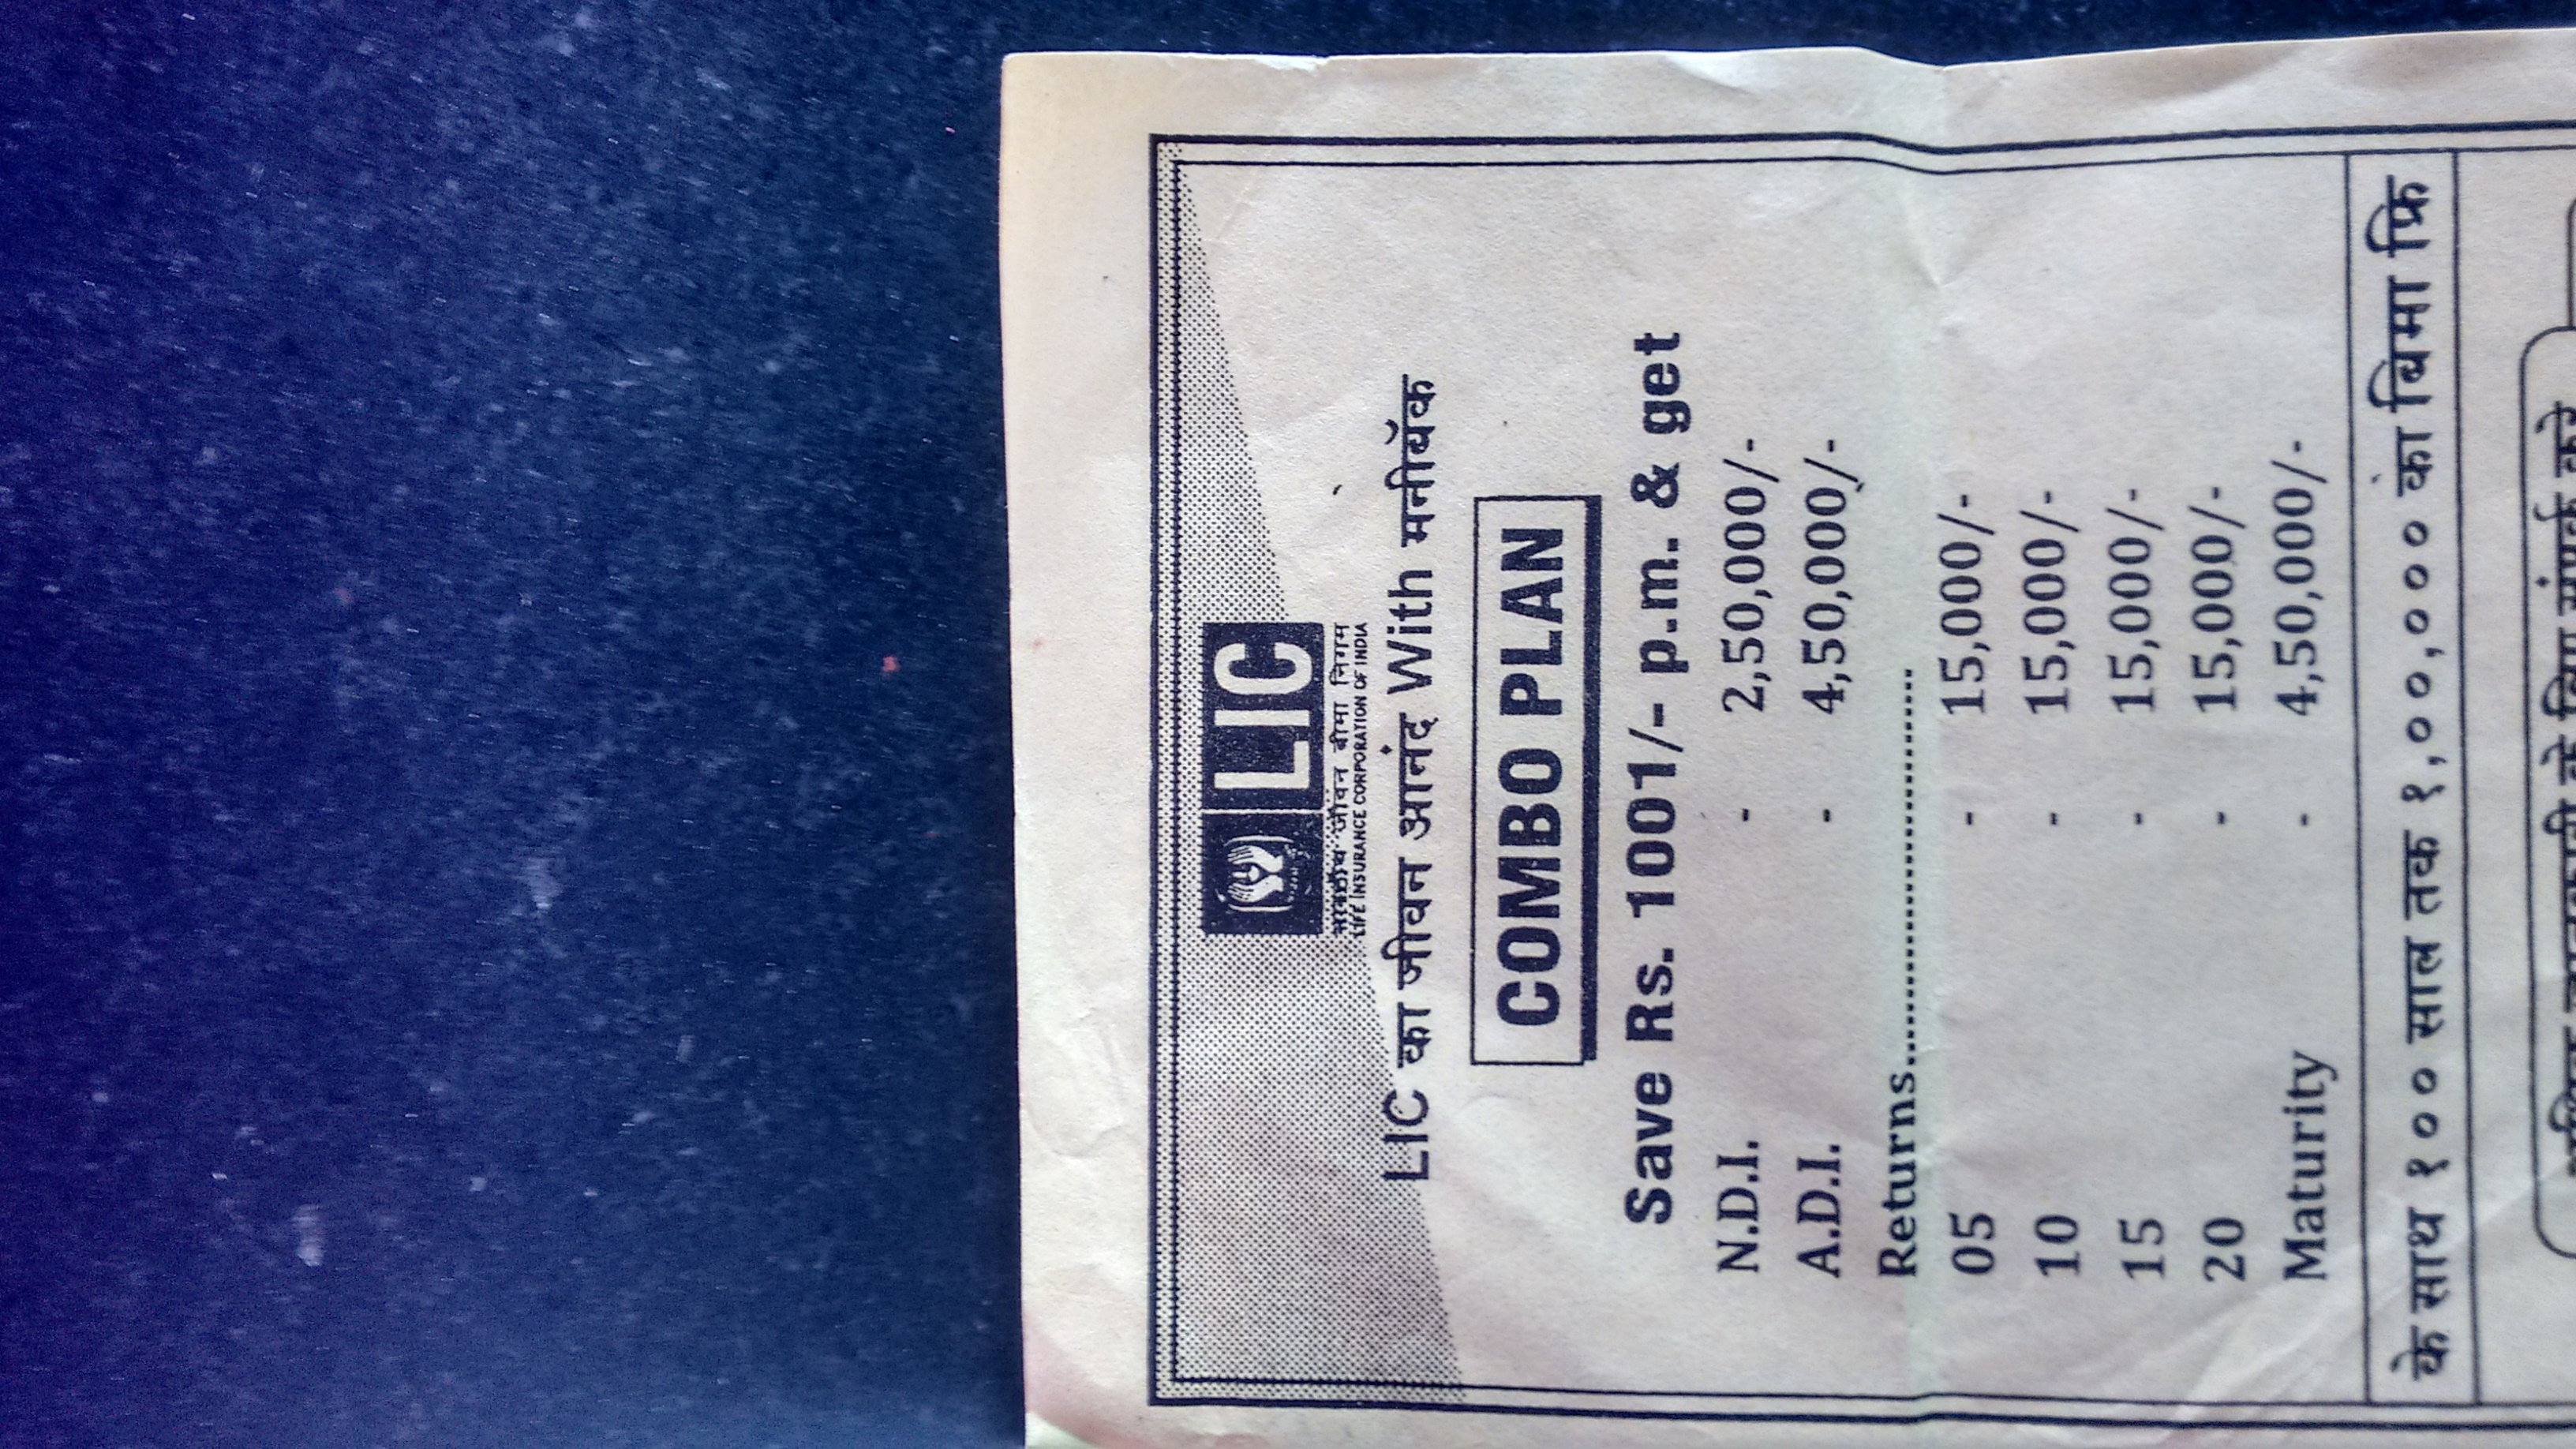 LIC
भारतीय जीवन बीमा निगम
LIFE INSURANCE CORPORATION OF INDIA
LIC का जीवन आनंद With मनीबॅक
COMBO PLAN
Save Rs. 1001/- p.m. & get
N.D.I. - 2,50,000/-
A.D.I. - 4,50,000/-
Returns..........................................
05 - 15,000/-
10 - 15,000/-
15 - 15,000/-
20 - 15,000/-
Maturity - 4,50,000/-
के साथ १०० साल तक १,००,००० का बिमा फ्रि
के लिए संपर्क करे